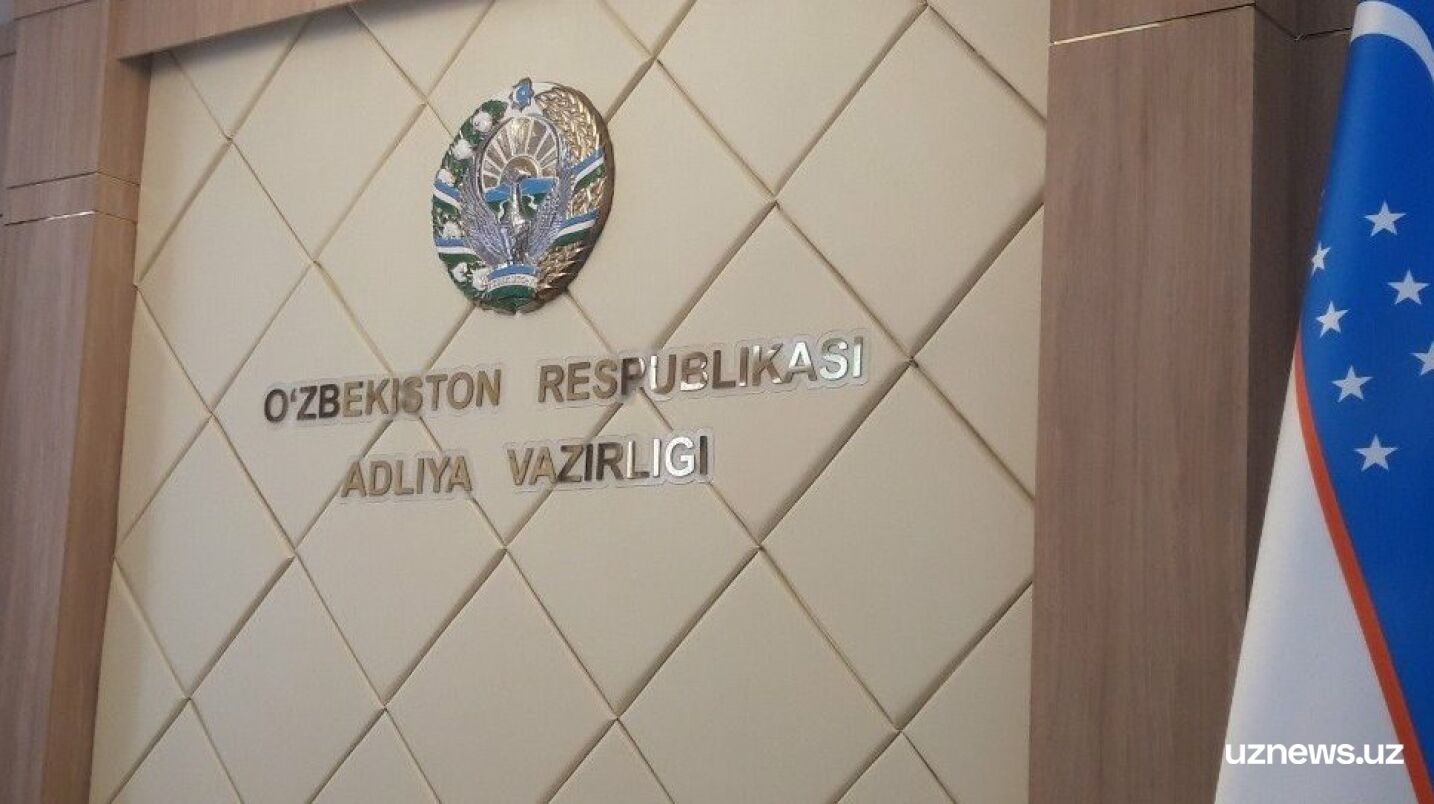 O‘ZBEKISTON RESPUBLIKASI
ADLIYA VAZIRLIGI
uznews.uz